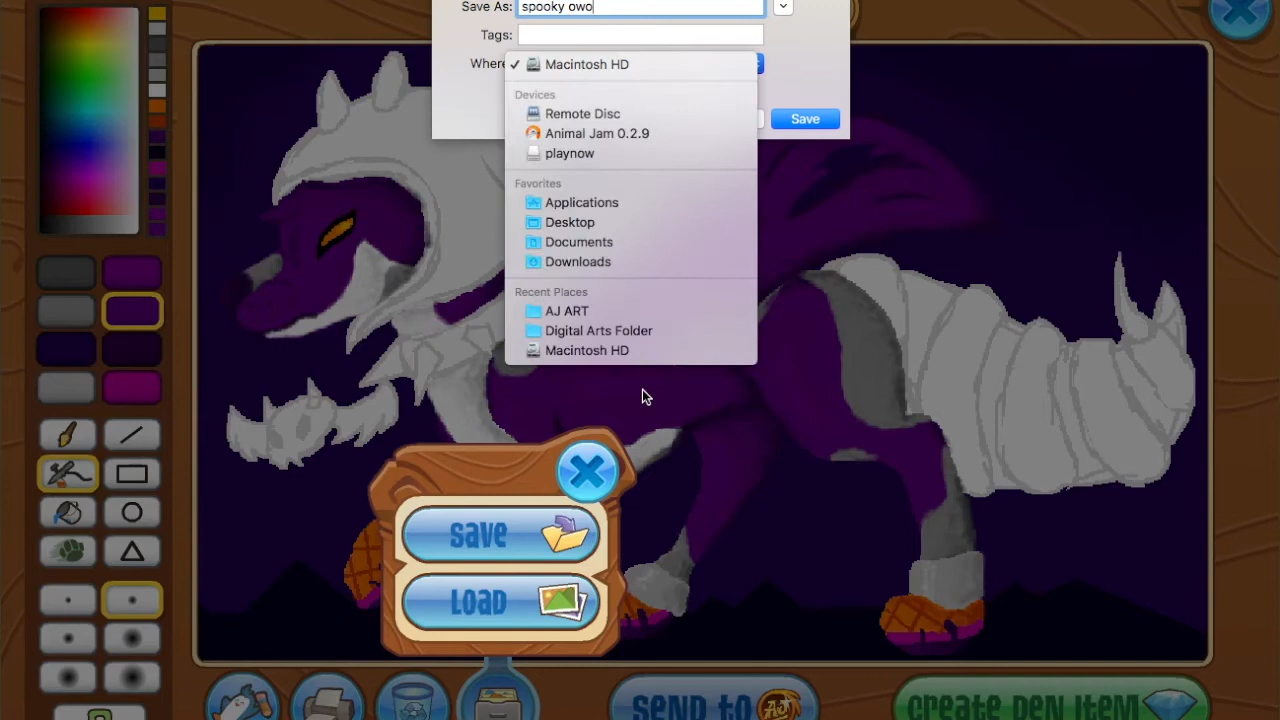 Save As: spooky owo
Tags:
Where
Macintosh HD
Devices
Remote Disc
Animal Jam 0.2.9
playnow
Save
Favorites
Applications
Desktop
Documents
Downloads
Recent Places
AJ ART
Digital Arts Folder
Macintosh HD
save
LOAD
send to AJ
create den item